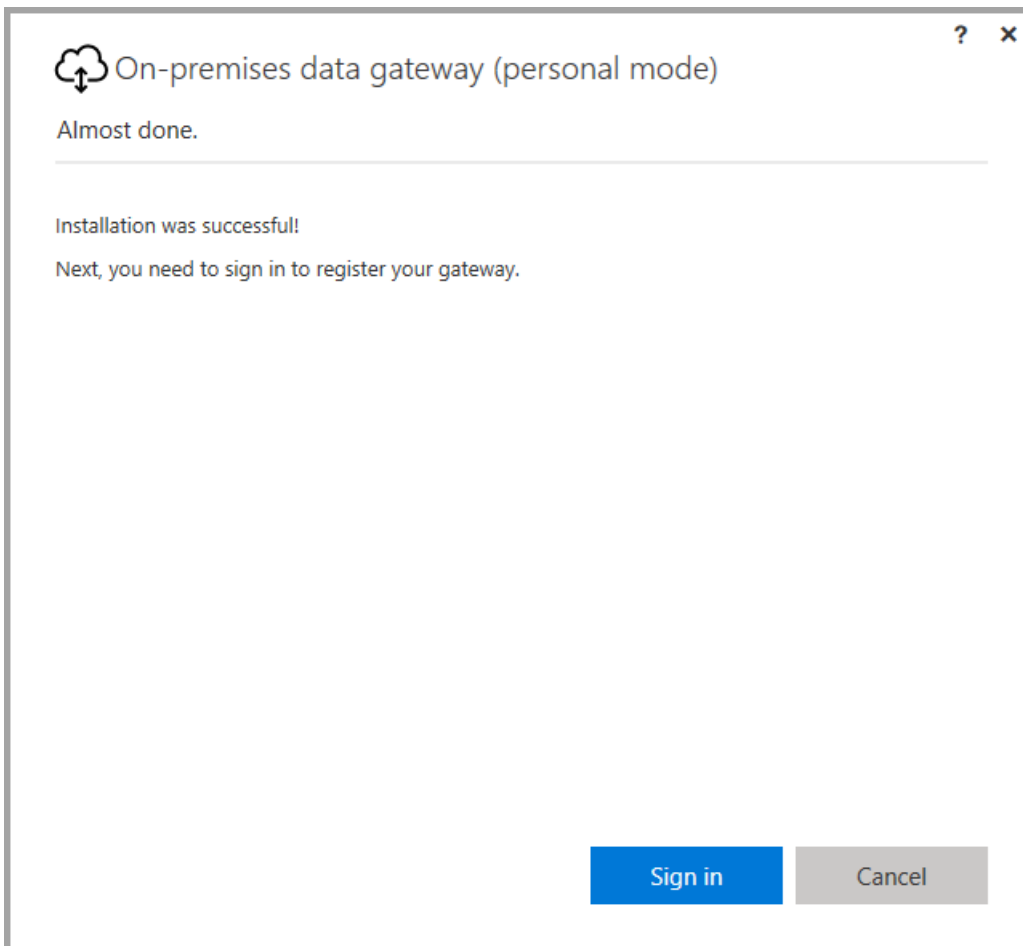 ? ×
On-premises data gateway (personal mode)
Almost done.
Installation was successful!
Next, you need to sign in to register your gateway.
Sign in Cancel